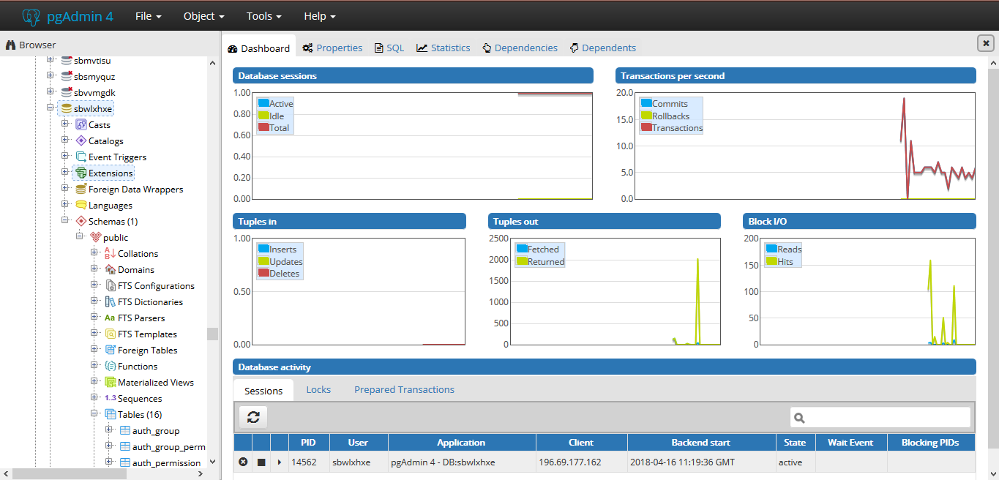 pgAdmin 4 File Object Tools Help
Browser
sbmvtisu
sbsmyquz
sbvvmgdk
sbwlxhxe
Casts
Catalogs
Event Triggers
Extensions
Foreign Data Wrappers
Languages
Schemas (1)
public
Collations
Domains
FTS Configurations
FTS Dictionaries
FTS Parsers
FTS Templates
Foreign Tables
Functions
Materialized Views
1..3 Sequences
Tables (16)
auth_group
auth_group_perm
auth_permission
Dashboard Properties SQL Statistics Dependencies Dependents
Database sessions
1.00
0.80
0.60
0.40
0.20
0.00
Active
Idle
Total
Transactions per second
20.0
15.0
10.0
5.0
0.0
Commits
Rollbacks
Transactions
Tuples in
1.00
0.50
0.00
Inserts
Updates
Deletes
Tuples out
2500
2000
1500
1000
500
0
Fetched
Returned
Block I/O
200
150
100
50
0
Reads
Hits
Database activity
Sessions Locks Prepared Transactions
PID User Application Client Backend start State Wait Event Blocking PIDs
14562 sbwlxhxe pgAdmin 4 - DB:sbwlxhxe 196.69.177.162 2018-04-16 11:19:36 GMT active